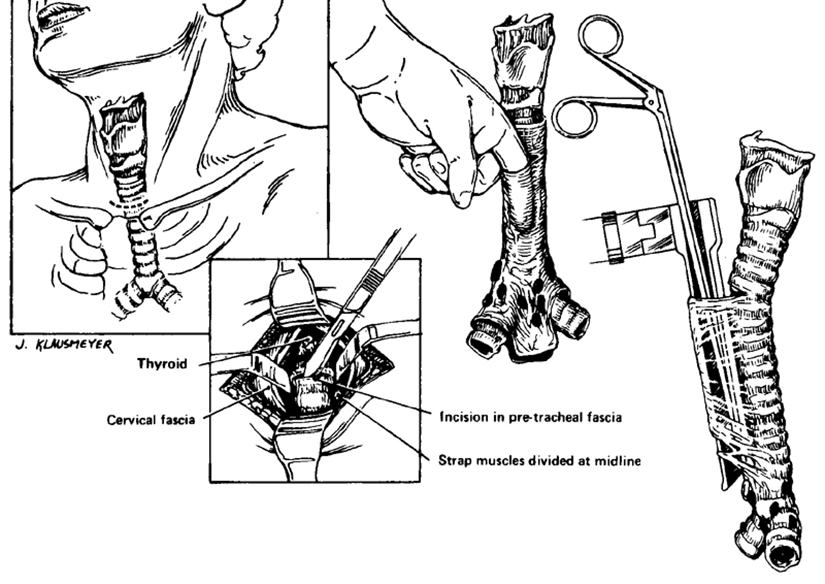 J. KLAUSMEYER
Thyroid
Cervical fascia
Incision in pre-tracheal fascia
Strap muscles divided at midline